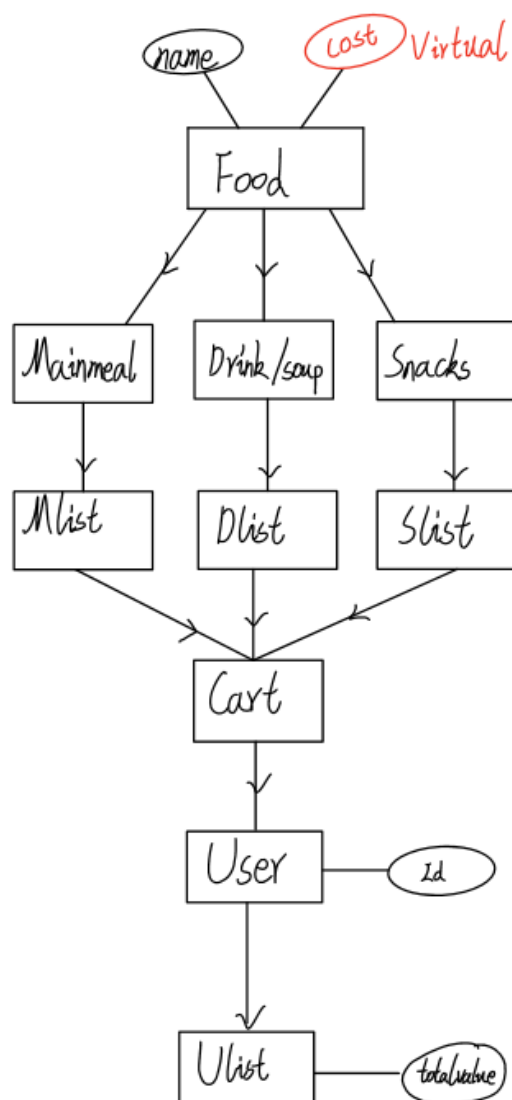 name
cost Virtual
Food
Mainmeal
Drink/soup
Snacks
Mlist
Dlist
Slist
Cart
User
Id
Ulist
totalvalue